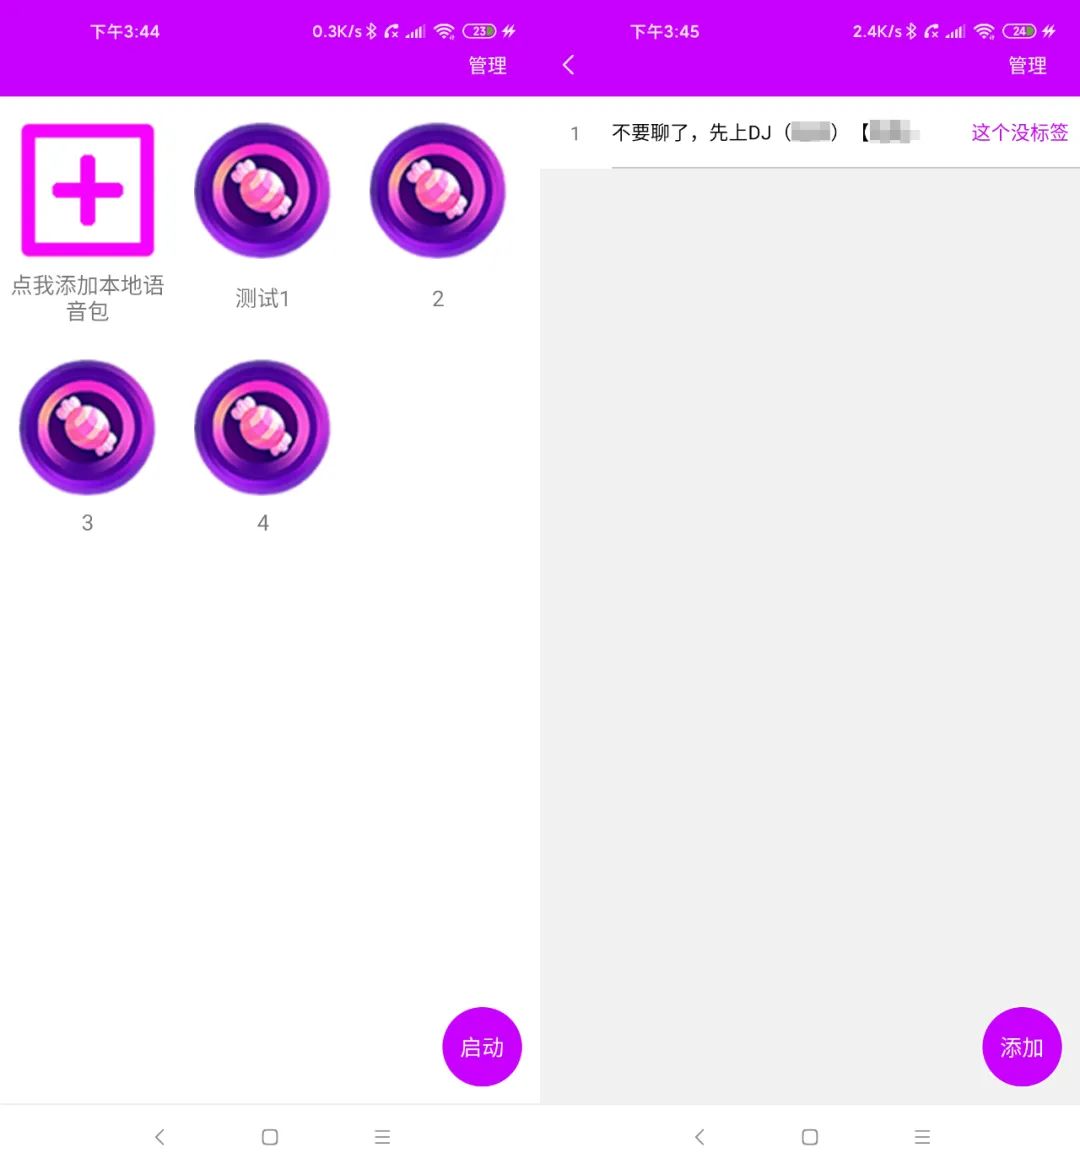 下午3:44
0.3K/s
23
管理
点我添加本地语
音包
测试1
2
3
4
启动
下午3:45
2.4K/s
24
管理
1
不要聊了，先上DJ（ ）【
这个没标签
添加